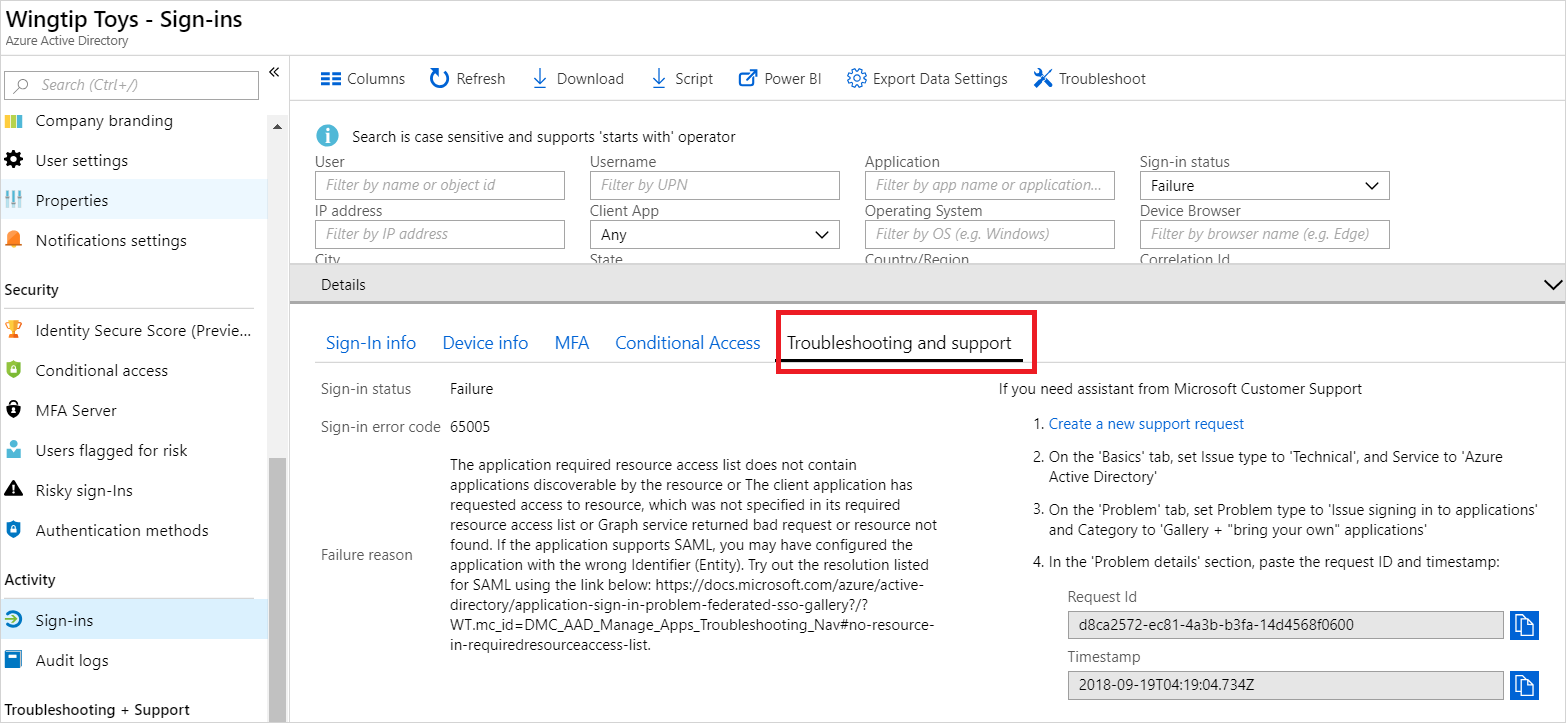 Wingtip Toys - Sign-ins
Azure Active Directory
Search (Ctrl+/)
«
Company branding
User settings
Properties
Notifications settings
Security
Identity Secure Score (Previe...
Conditional access
MFA Server
Users flagged for risk
Risky sign-Ins
Authentication methods
Activity
Sign-ins
Audit logs
Troubleshooting + Support
Columns
Refresh
Download
Script
Power BI
Export Data Settings
Troubleshoot
Search is case sensitive and supports 'starts with' operator
User
Filter by name or object id
Username
Filter by UPN
Application
Filter by app name or application...
Sign-in status
Failure
IP address
Filter by IP address
Client App
Any
Operating System
Filter by OS (e.g. Windows)
Device Browser
Filter by browser name (e.g. Edge)
City
State
Country/Region
Correlation Id
Details
Sign-In info
Device info
MFA
Conditional Access
Troubleshooting and support
Sign-in status
Failure
Sign-in error code
65005
Failure reason
The application required resource access list does not contain
applications discoverable by the resource or The client application has
requested access to resource, which was not specified in its required
resource access list or Graph service returned bad request or resource not
found. If the application supports SAML, you may have configured the
application with the wrong Identifier (Entity). Try out the resolution listed
for SAML using the link below: https://docs.microsoft.com/azure/active-
directory/application-sign-in-problem-federated-sso-gallery?/?
WT.mc_id=DMC_AAD_Manage_Apps_Troubleshooting_Nav#no-resource-
in-requiredresourceaccess-list.
If you need assistant from Microsoft Customer Support
1. Create a new support request
2. On the 'Basics' tab, set Issue type to 'Technical', and Service to 'Azure
Active Directory'
3. On the 'Problem' tab, set Problem type to 'Issue signing in to applications'
and Category to 'Gallery + "bring your own" applications'
4. In the 'Problem details' section, paste the request ID and timestamp:
Request Id
d8ca2572-ec81-4a3b-b3fa-14d4568f0600
Timestamp
2018-09-19T04:19:04.734Z